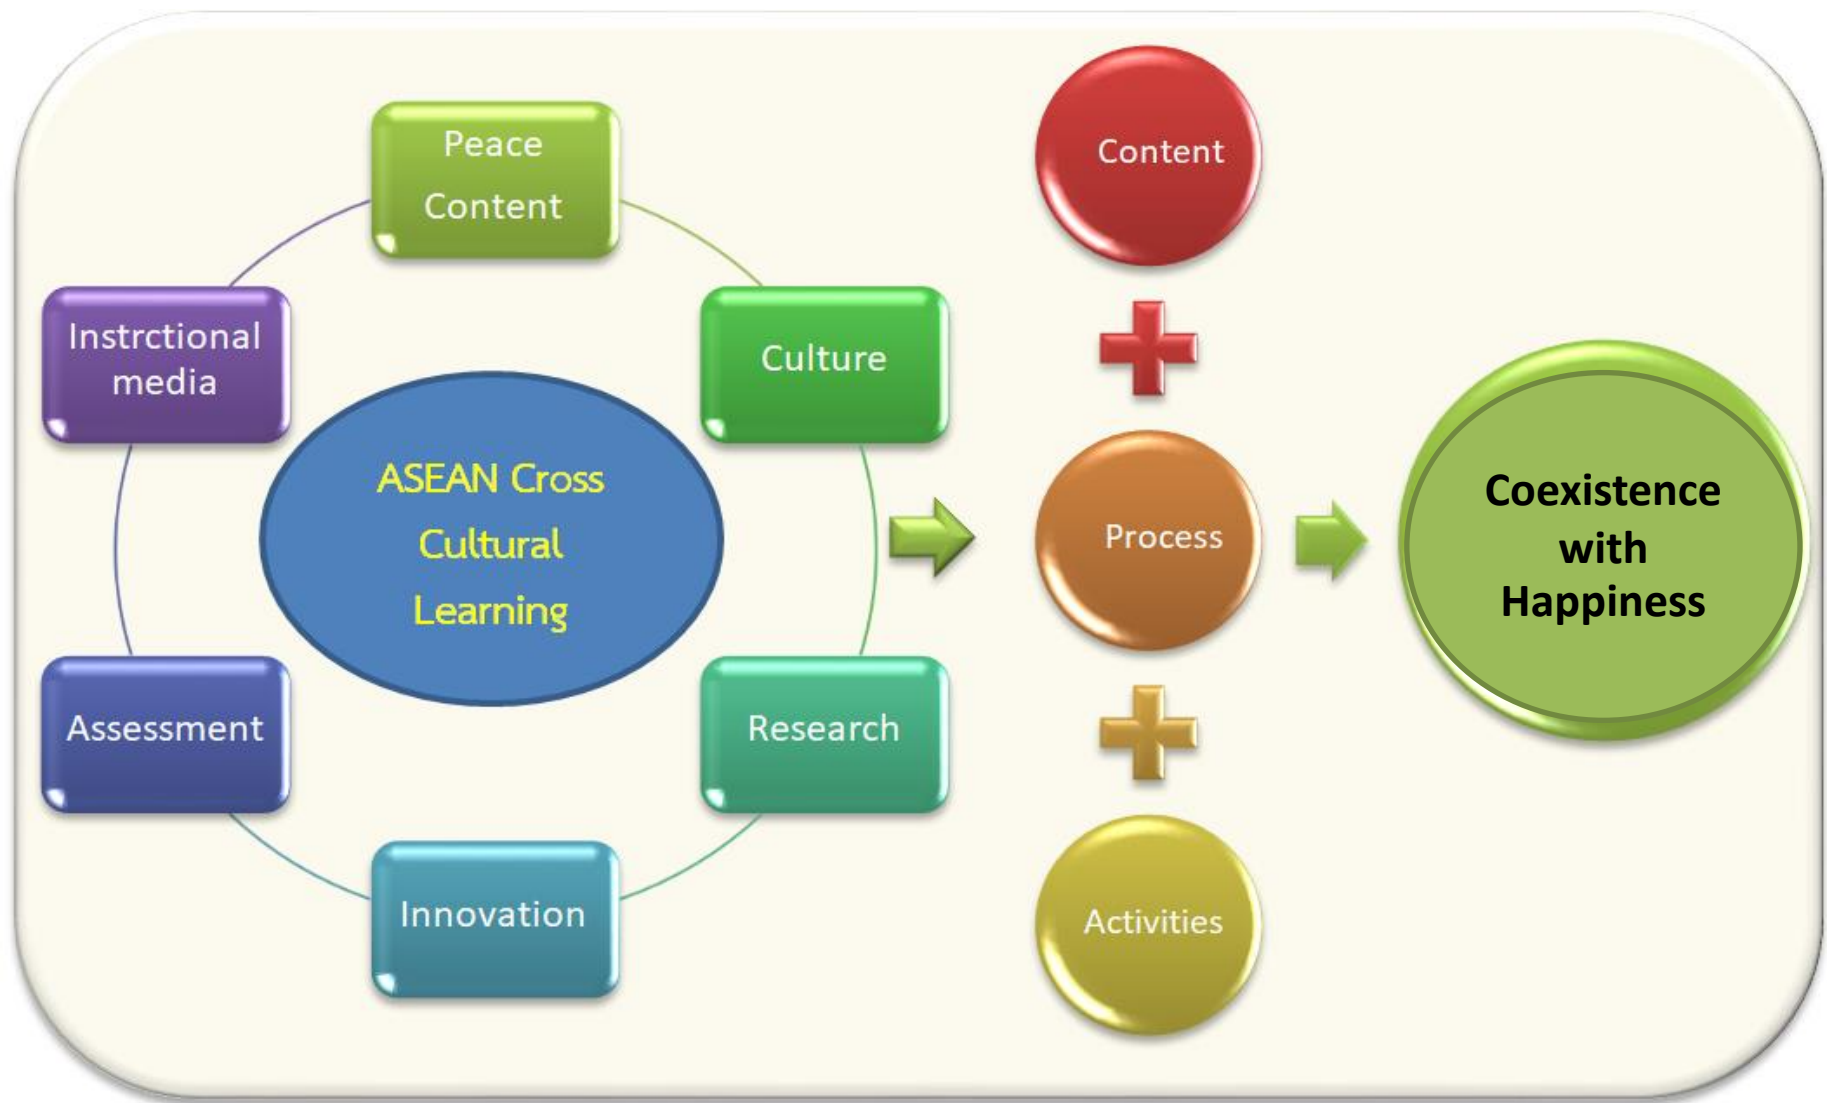 Peace
Content
Culture
Research
Innovation
Assessment
Instrctional
media
ASEAN Cross
Cultural
Learning
Content
Process
Activities
Coexistence
with
Happiness